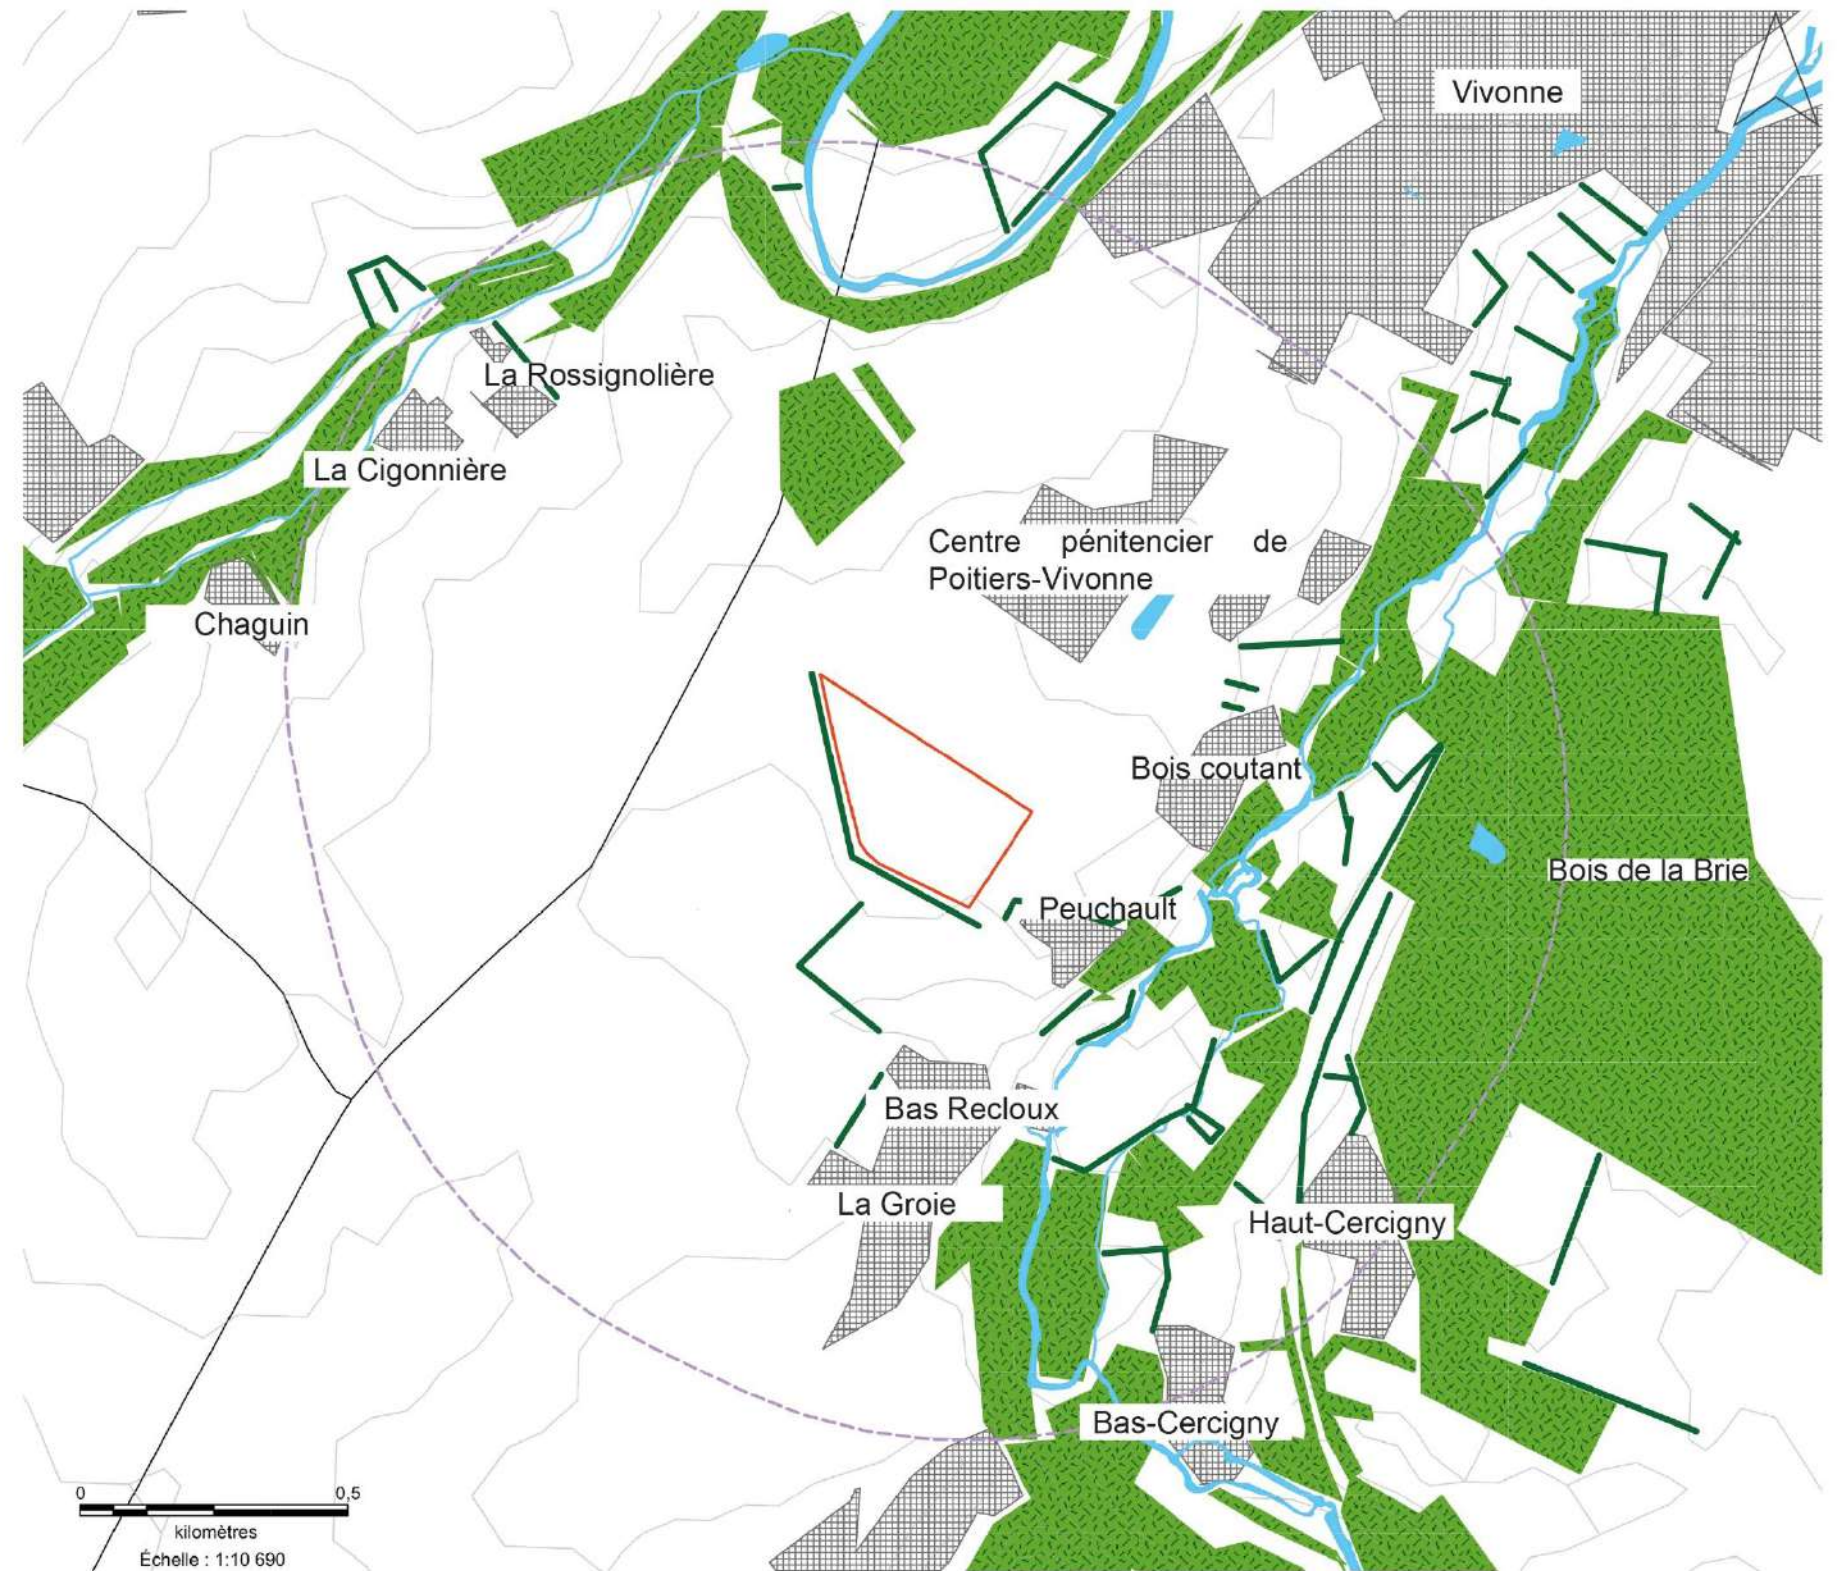 Vivonne
La Rossignolière
La Cigonnière
Centre pénitencier de
Poitiers-Vivonne
Chaguin
Bois coutant
Bois de la Brie
Peuchault
Bas Recloux
La Groie
Haut-Cercigny
Bas-Cercigny
0 0,5
kilomètres
Échelle : 1:10 690